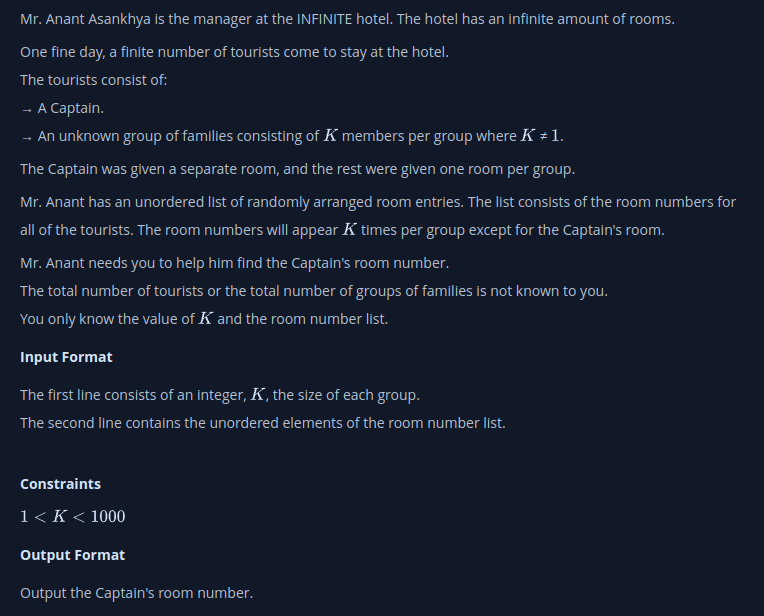 Mr. Anant Asankhya is the manager at the INFINITE hotel. The hotel has an infinite amount of rooms.
One fine day, a finite number of tourists come to stay at the hotel.
The tourists consist of:
→ A Captain.
→ An unknown group of families consisting of K members per group where K ≠ 1.
The Captain was given a separate room, and the rest were given one room per group.
Mr. Anant has an unordered list of randomly arranged room entries. The list consists of the room numbers for
all of the tourists. The room numbers will appear K times per group except for the Captain's room.
Mr. Anant needs you to help him find the Captain's room number.
The total number of tourists or the total number of groups of families is not known to you.
You only know the value of K and the room number list.
Input Format
The first line consists of an integer, K, the size of each group.
The second line contains the unordered elements of the room number list.
Constraints
1 < K < 1000
Output Format
Output the Captain's room number.